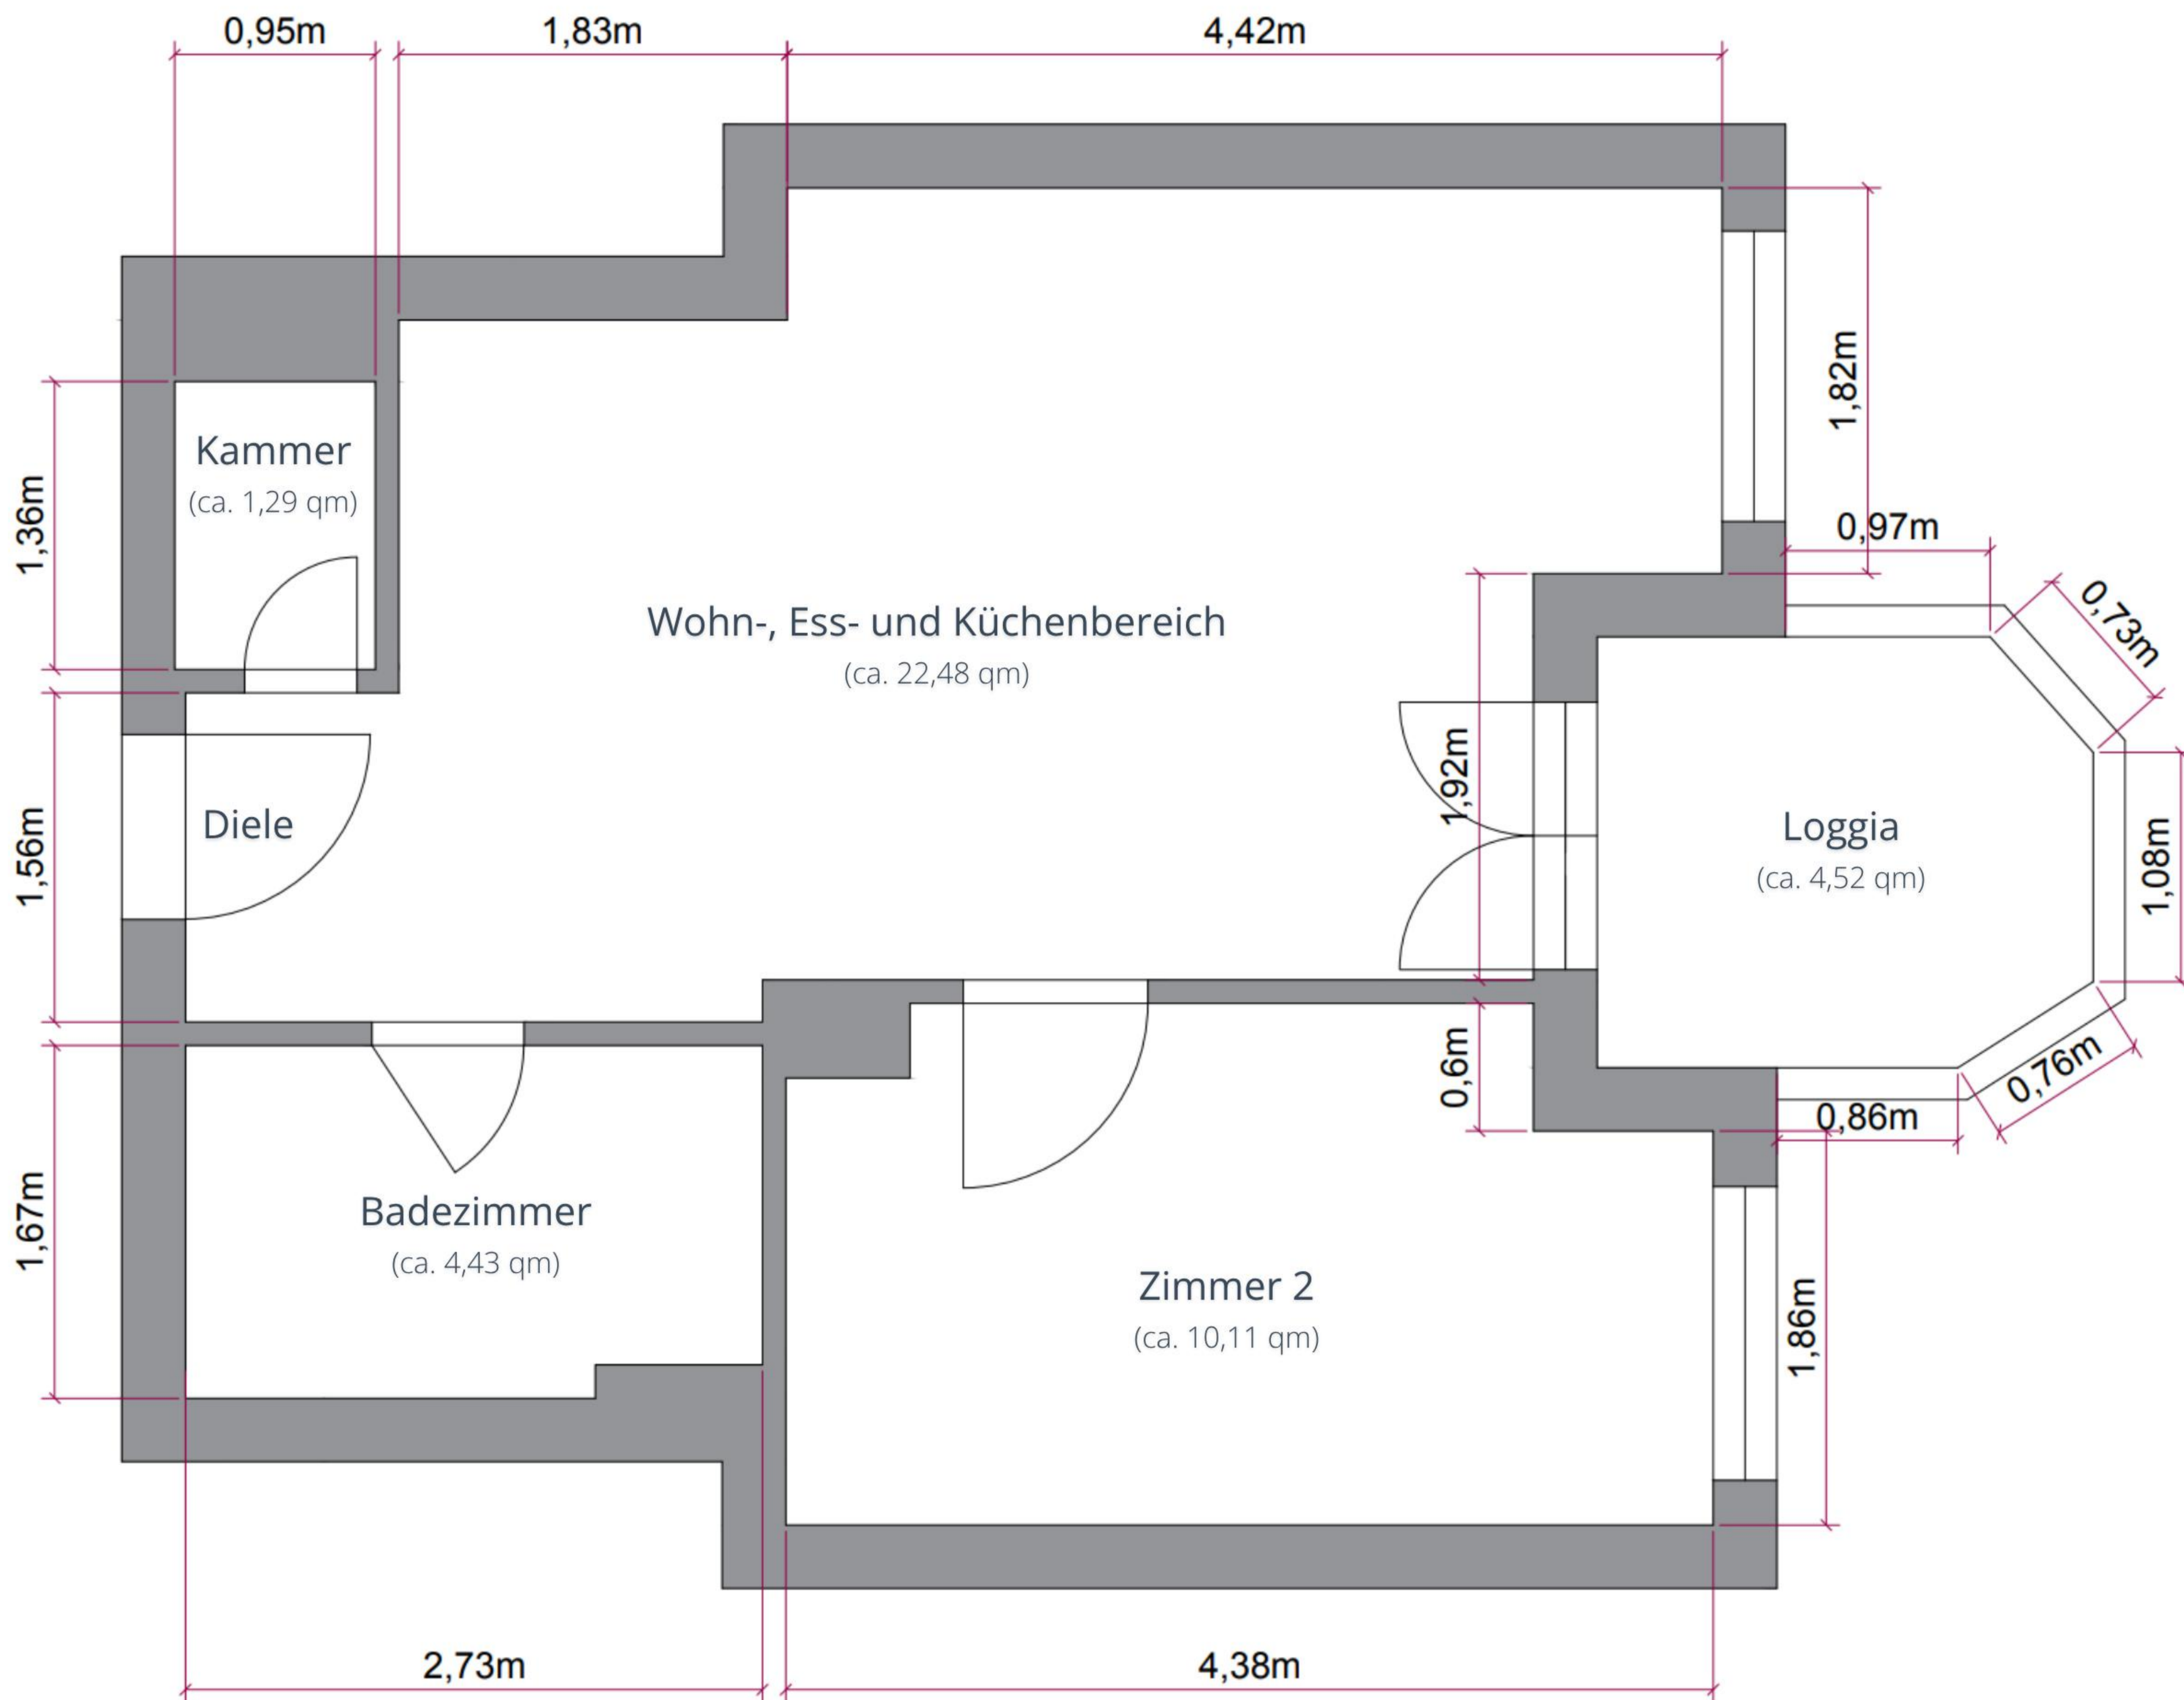 0,95m
1,83m
4,42m
1,82m
Kammer
(ca. 1,29 qm)
1,36m
0,97m
0,73m
Wohn-, Ess- und Küchenbereich
(ca. 22,48 qm)
1,92m
Diele
1,56m
Loggia
(ca. 4,52 qm)
1,08m
0,6m
0,76m
0,86m
1,67m
Badezimmer
(ca. 4,43 qm)
Zimmer 2
(ca. 10,11 qm)
1,86m
2,73m
4,38m